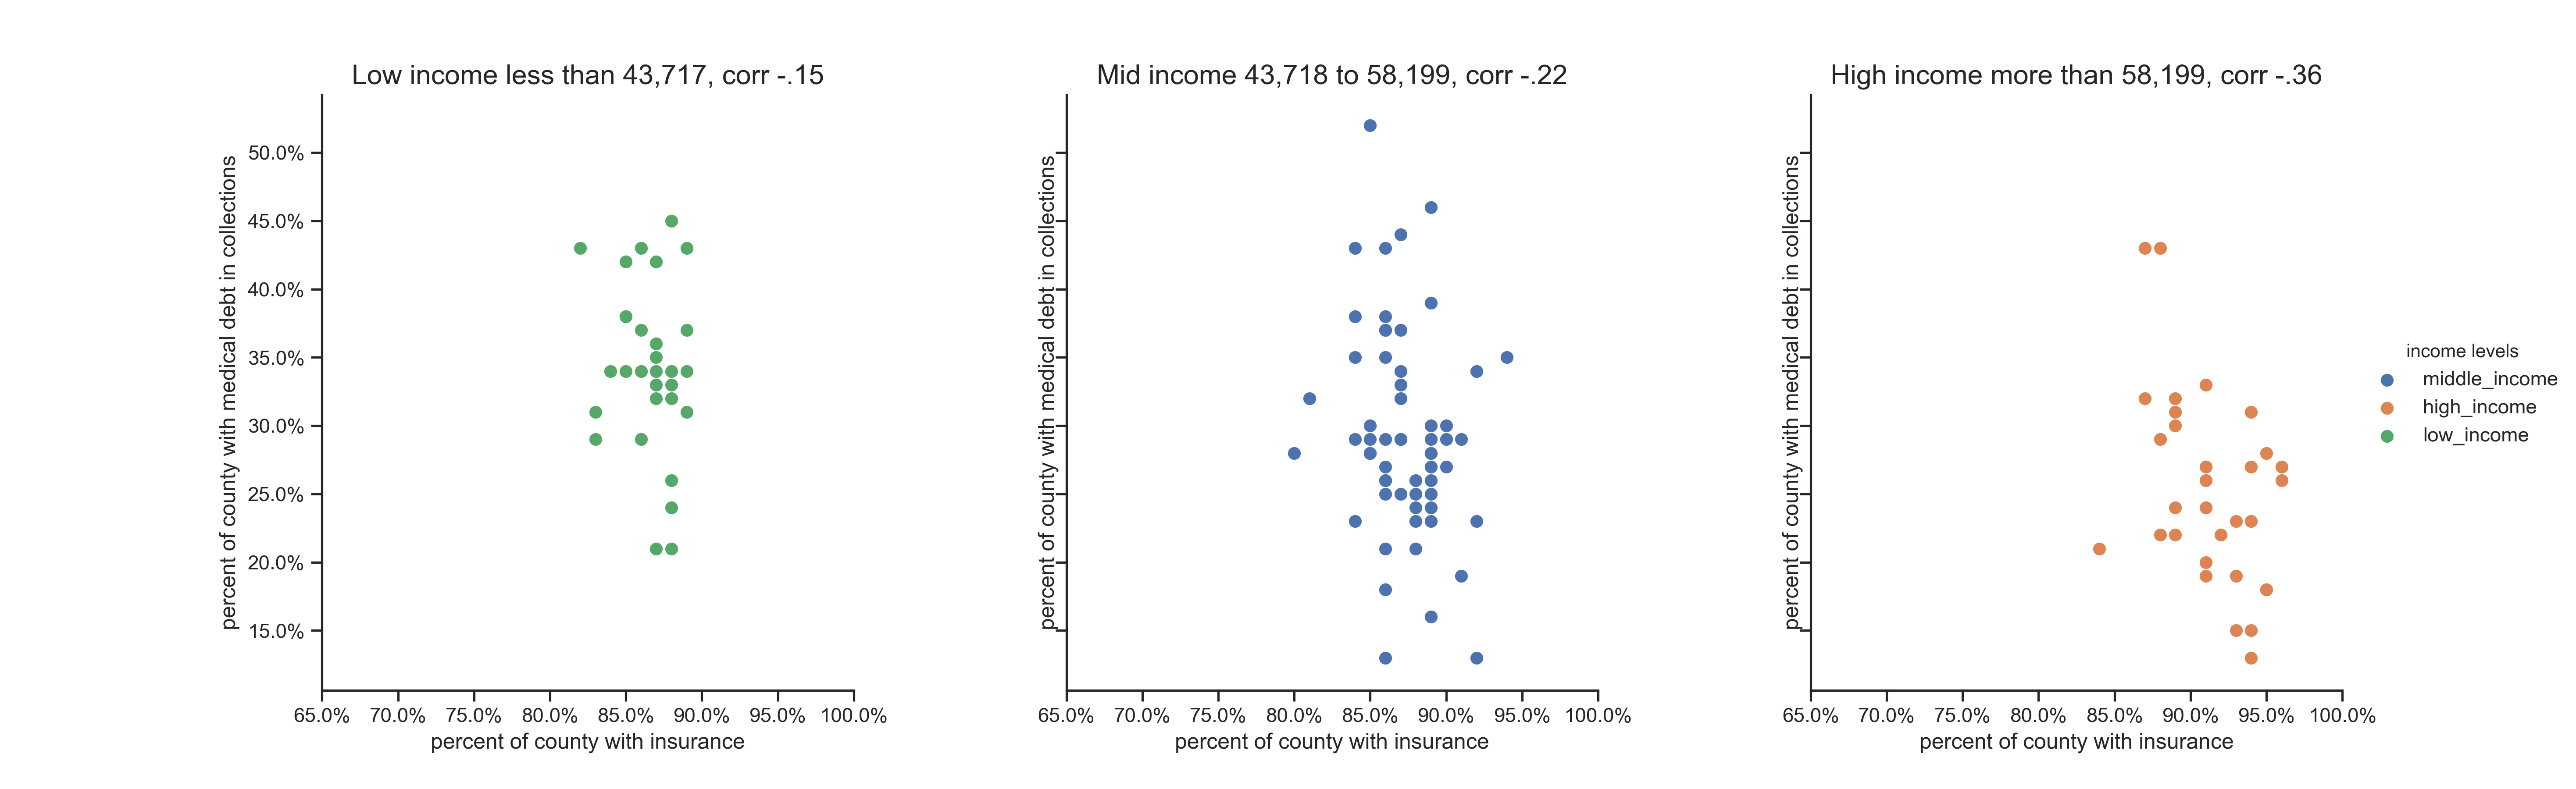 Low income less than 43,717, corr -.15
percent of county with medical debt in collections
50.0%
45.0%
40.0%
35.0%
30.0%
25.0%
20.0%
15.0%
65.0% 70.0% 75.0% 80.0% 85.0% 90.0% 95.0% 100.0%
percent of county with insurance
Mid income 43,718 to 58,199, corr -.22
percent of county with medical debt in collections
65.0% 70.0% 75.0% 80.0% 85.0% 90.0% 95.0% 100.0%
percent of county with insurance
High income more than 58,199, corr -.36
percent of county with medical debt in collections
65.0% 70.0% 75.0% 80.0% 85.0% 90.0% 95.0% 100.0%
percent of county with insurance
income levels
middle_income
high_income
low_income